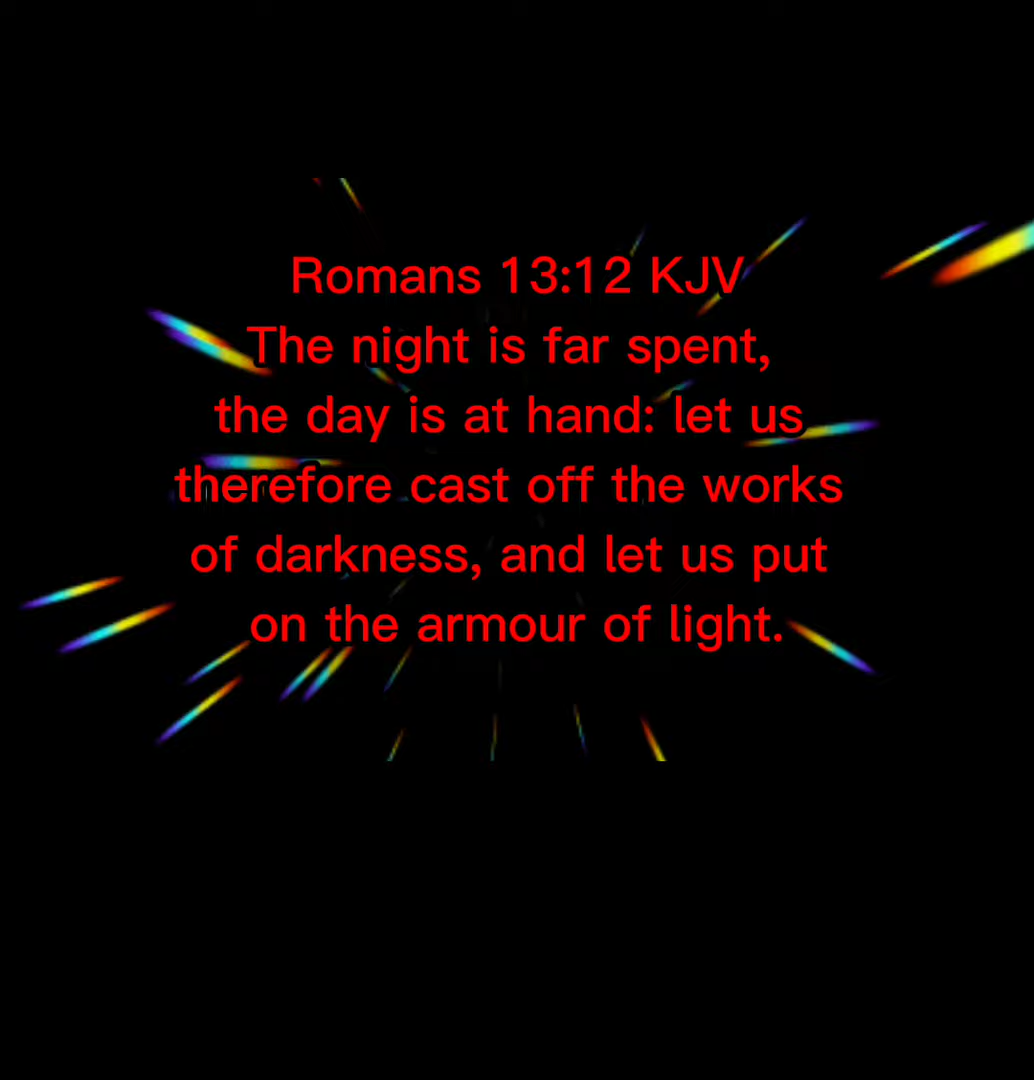 Romans 13:12 KJV
The night is far spent,
the day is at hand: let us
therefore cast off the works
of darkness, and let us put
on the armour of light.